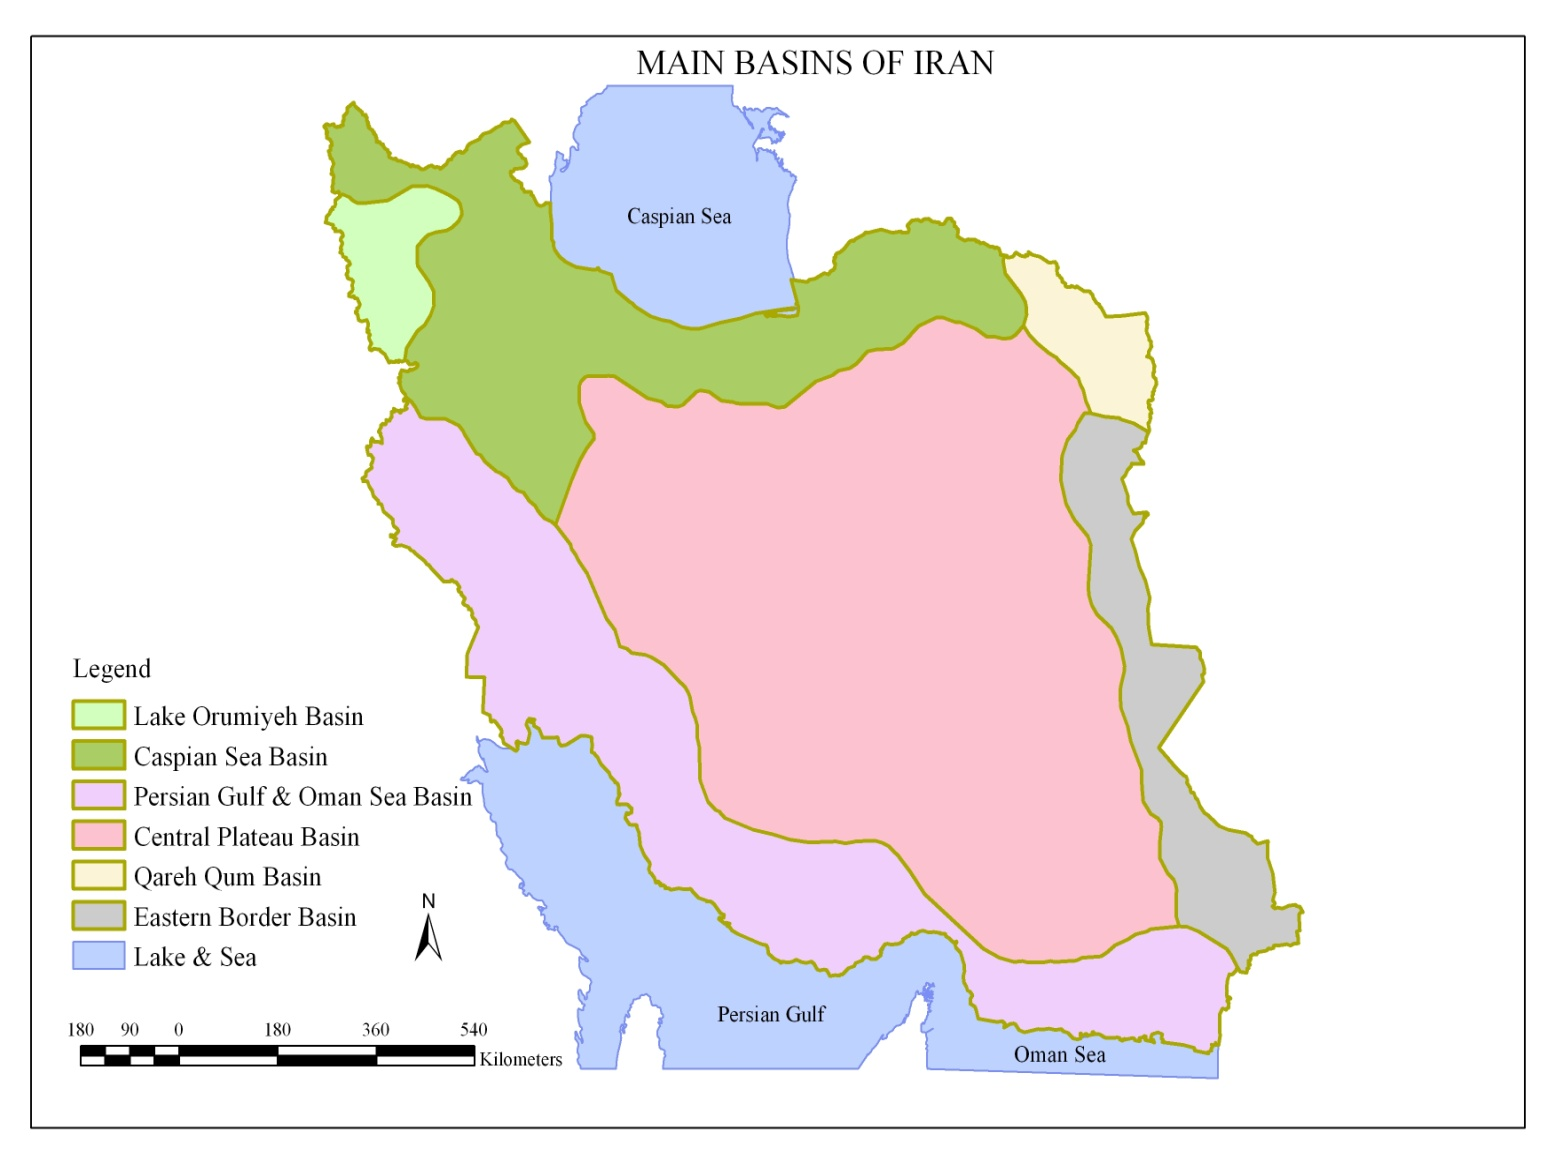 MAIN BASINS OF IRAN
Caspian Sea
Legend
Lake Orumiyeh Basin
Caspian Sea Basin
Persian Gulf & Oman Sea Basin
Central Plateau Basin
Qareh Qum Basin
Eastern Border Basin
Lake & Sea
N
Persian Gulf
Oman Sea
180 90 0 180 360 540
Kilometers